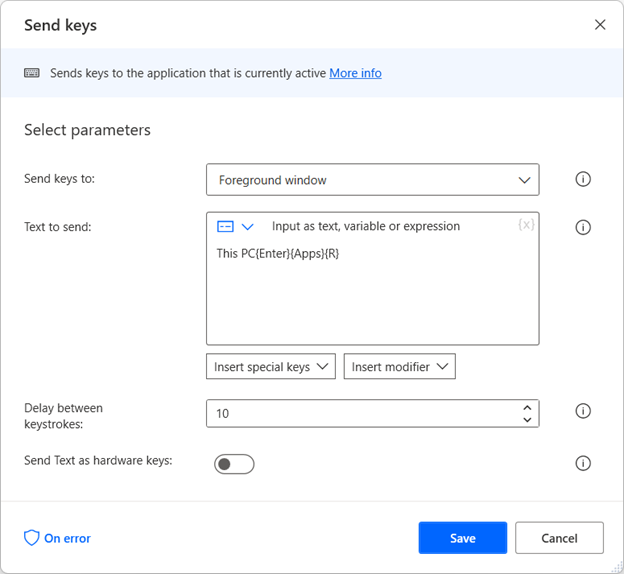 Send keys
Sends keys to the application that is currently active More info
Select parameters
Send keys to:
Foreground window
Text to send:
Input as text, variable or expression
{x}
This PC{Enter}{Apps}{R}
Insert special keys
Insert modifier
Delay between
keystrokes:
10
Send Text as hardware keys:
On error
Save
Cancel